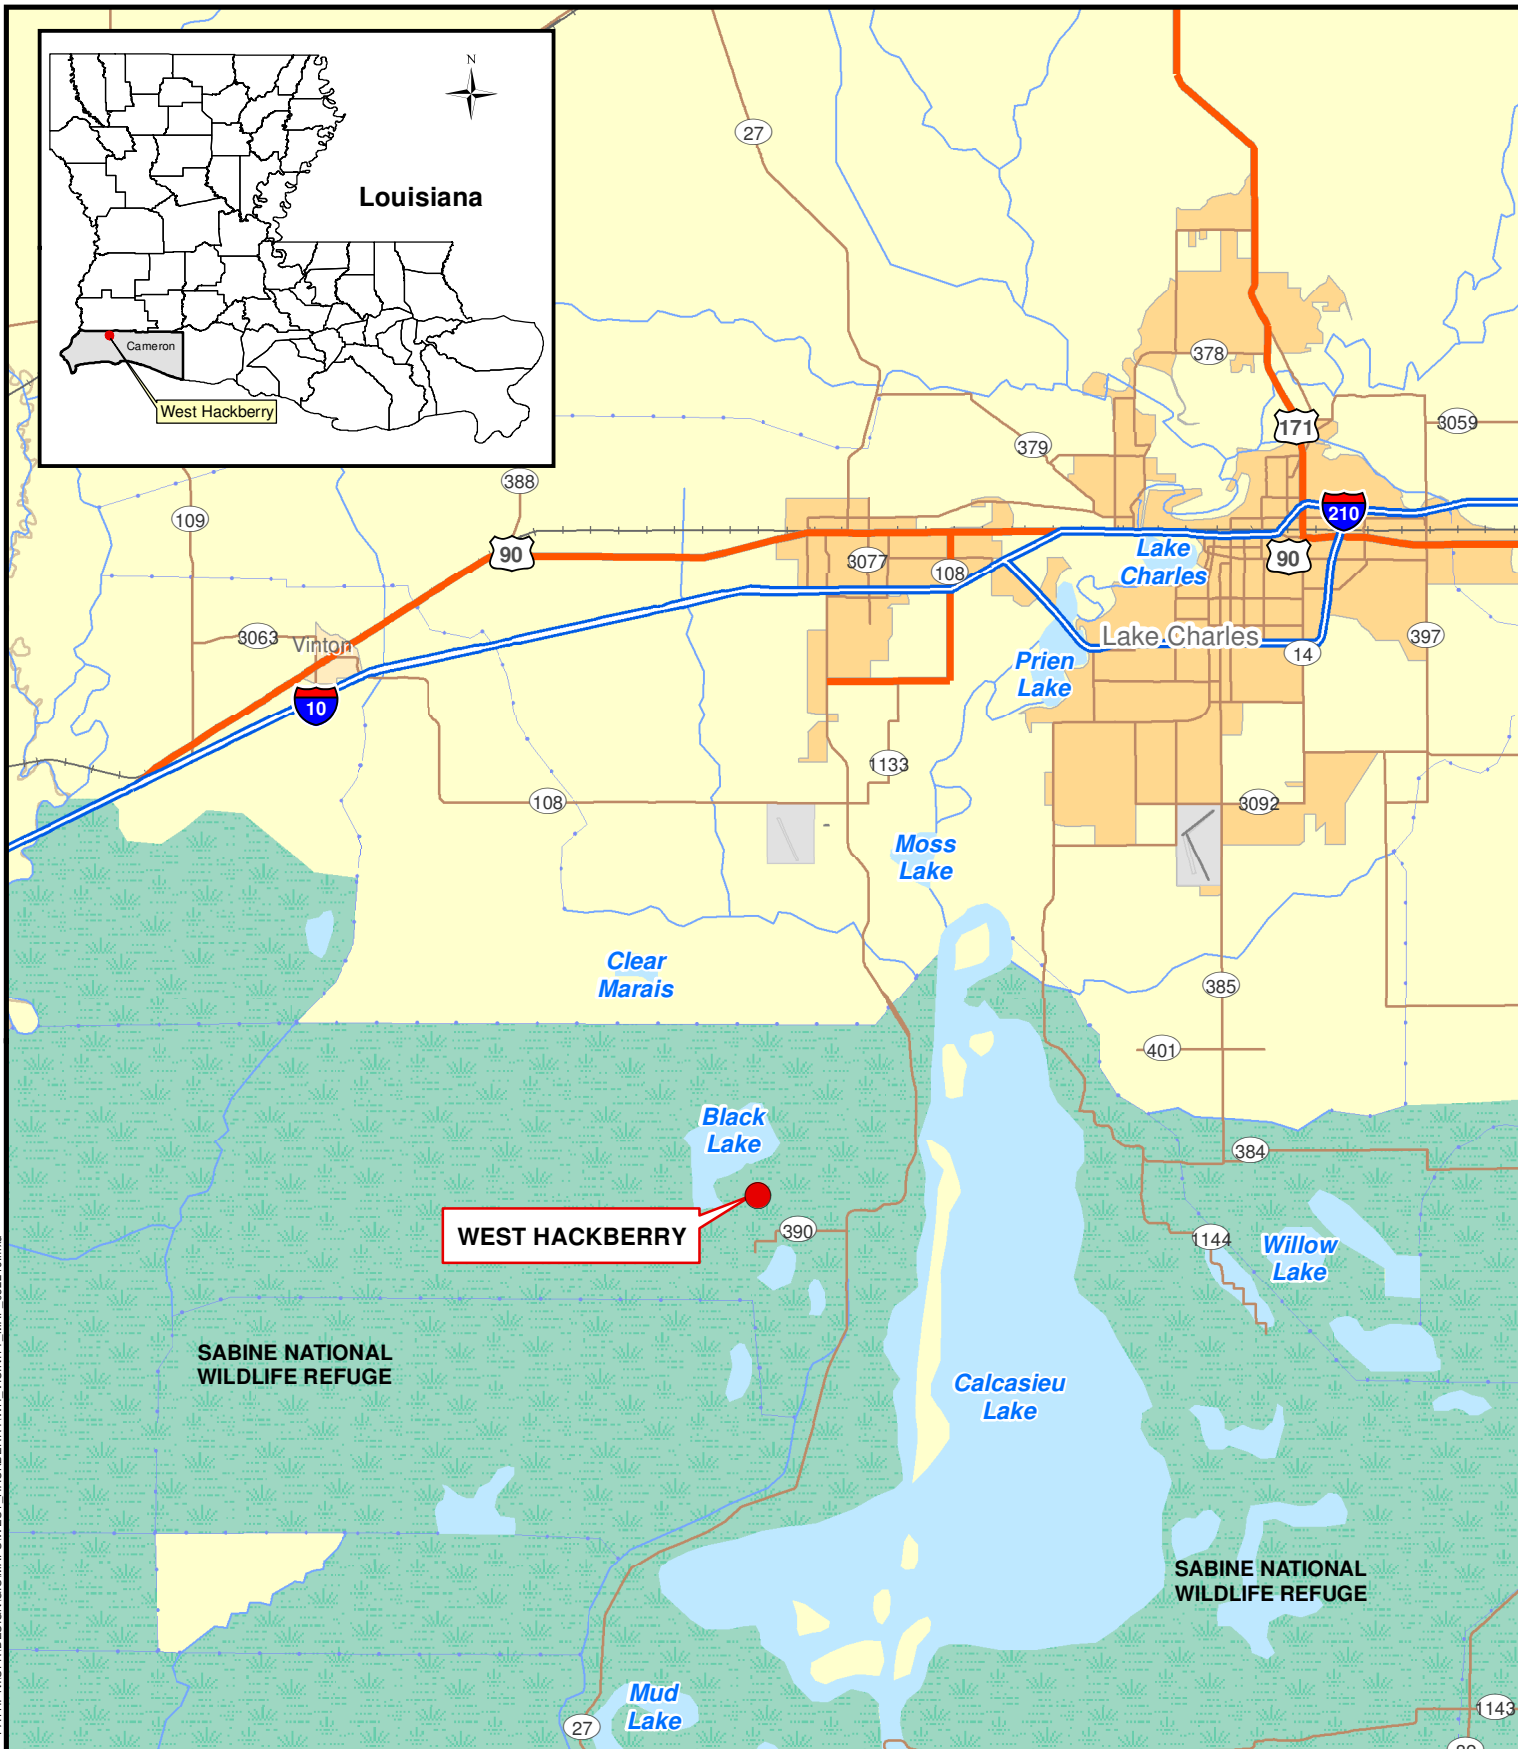 N
Louisiana
Cameron
West Hackberry
27
378
171
3059
379
388
109
210
90
90
Lake
Charles
3077
108
3063
Vinton
Lake Charles
397
14
Prien
Lake
10
1133
108
3092
Moss
Lake
Clear
Marais
385
401
Black
Lake
384
WEST HACKBERRY
390
1144
Willow
Lake
SABINE NATIONAL
WILDLIFE REFUGE
Calcasieu
Lake
SABINE NATIONAL
WILDLIFE REFUGE
Mud
Lake
27
1143